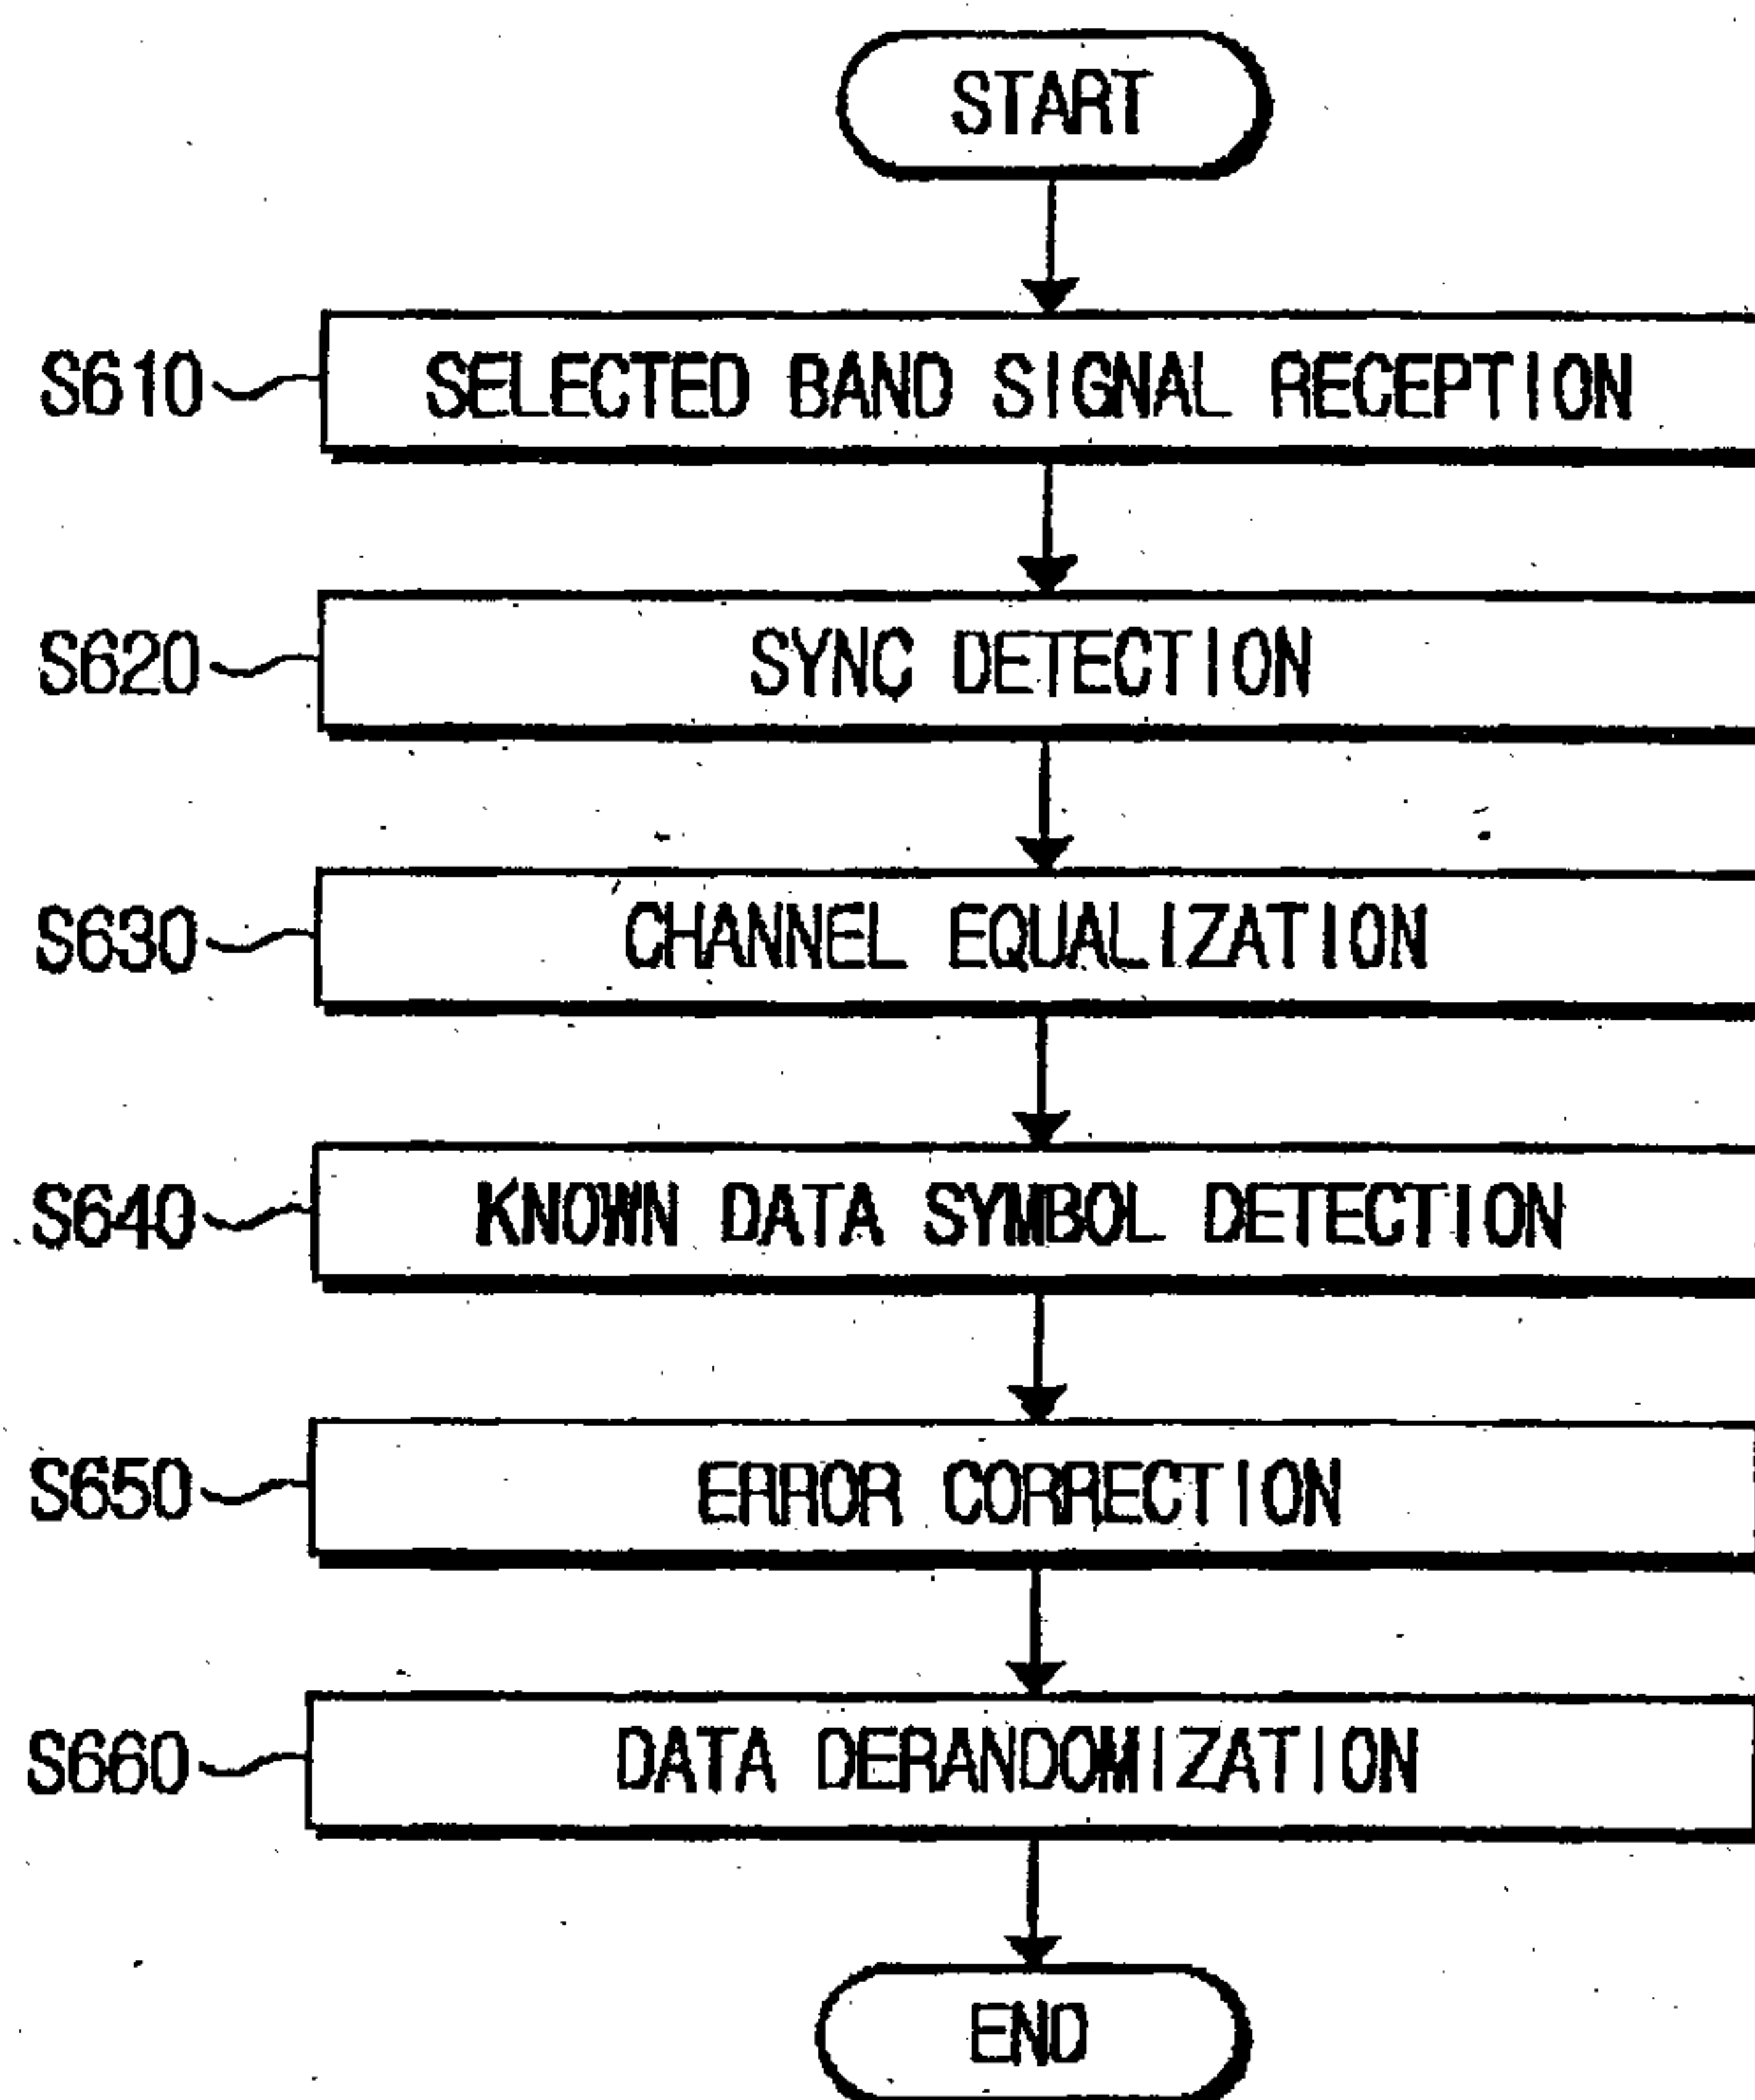 START
S610 SELECTED BAND SIGNAL RECEPTION
S620 SYNC DETECTION
S630 CHANNEL EQUALIZATION
S640 KNOWN DATA SYMBOL DETECTION
S650 ERROR CORRECTION
S660 DATA DERANDOMIZATION
END